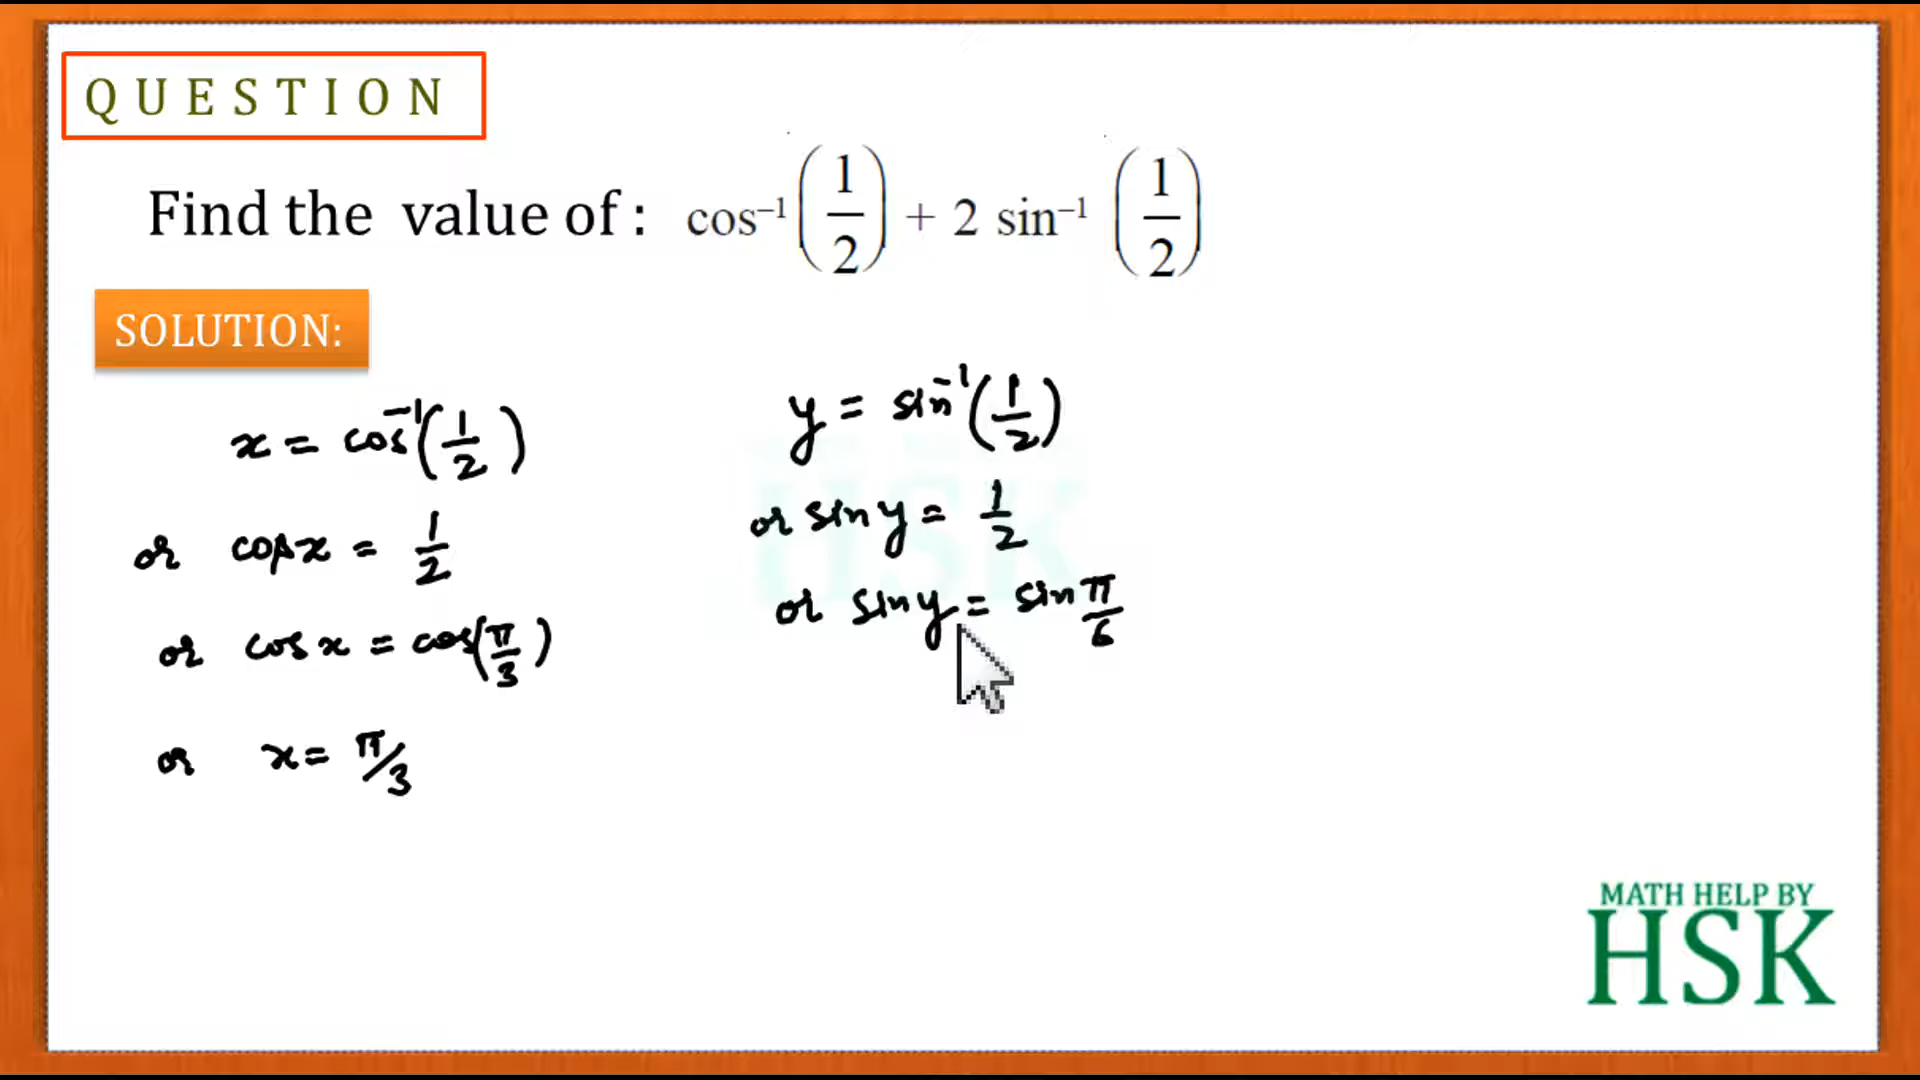 QUESTION
Find the value of : cos⁻¹(1/2) + 2 sin⁻¹(1/2)
SOLUTION:
x = cos⁻¹(1/2)
or cos x = 1/2
or cos x = cos(π/3)
or x = π/3
y = sin⁻¹(1/2)
or sin y = 1/2
or sin y = sin π/6
HSK
MATH HELP BY
HSK